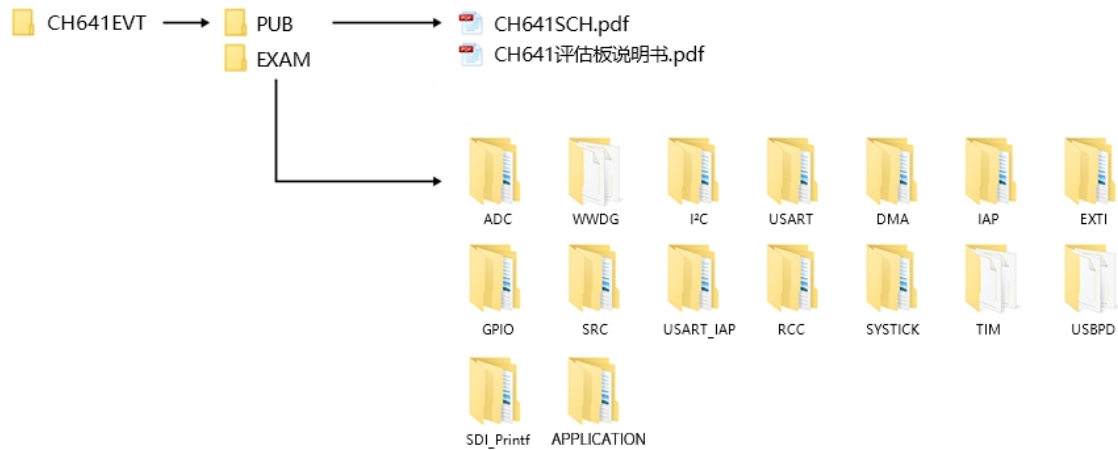 CH641EVT PUB CH641SCH.pdf
EXAM CH641评估板说明书.pdf
ADC WWDG I²C USART DMA IAP EXTI
GPIO SRC USART_IAP RCC SYSTICK TIM USBPD
SDI_Printf APPLICATION